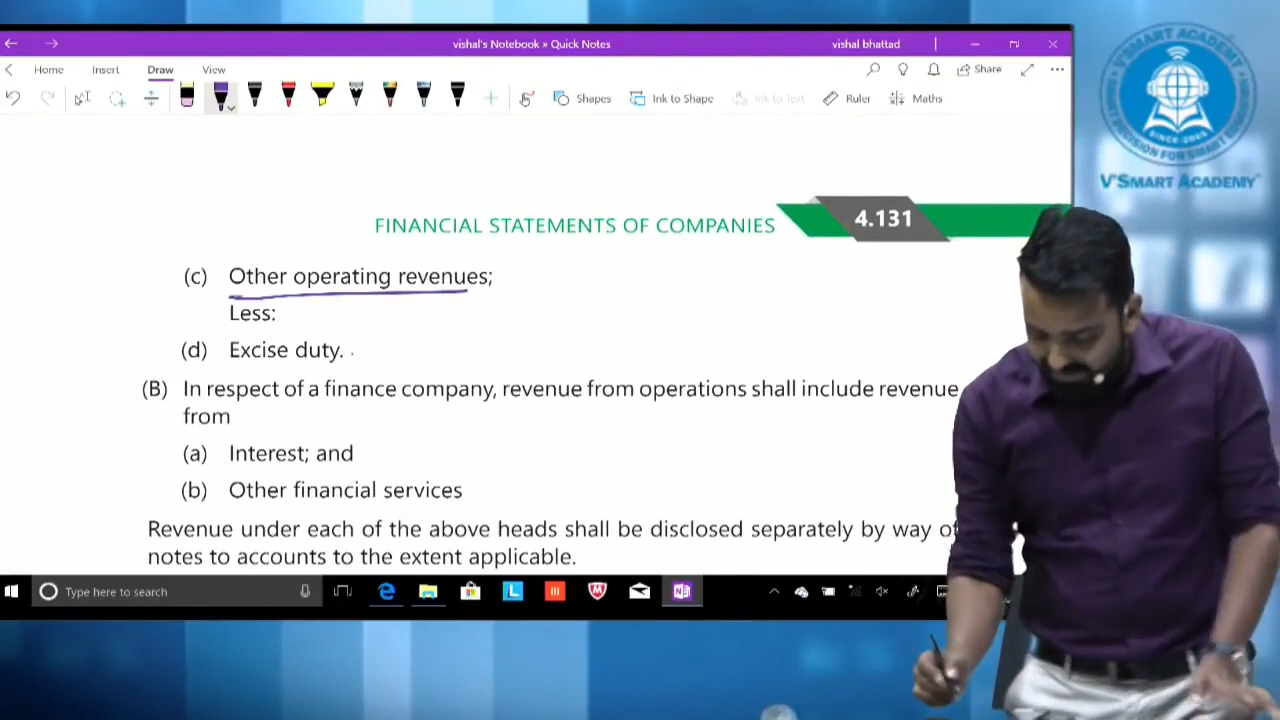 vishal's Notebook » Quick Notes
vishal bhattad
Home Insert Draw View
Share
Shapes Ink to Shape Ink to Text Ruler Maths
FINANCIAL STATEMENTS OF COMPANIES 4.131
(c) Other operating revenues;
Less:
(d) Excise duty.
(B) In respect of a finance company, revenue from operations shall include revenue
from
(a) Interest; and
(b) Other financial services
Revenue under each of the above heads shall be disclosed separately by way of
notes to accounts to the extent applicable.
Type here to search
VSMART ACADEMY
SINCE-2005
V'SMART ACADEMY